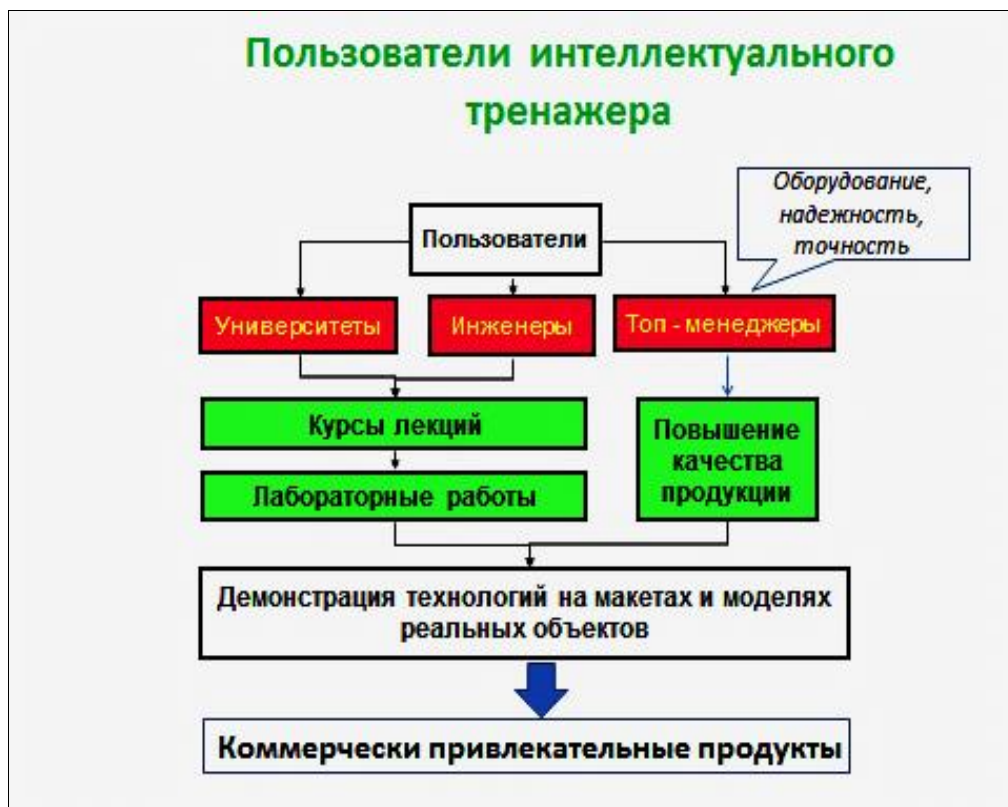 Пользователи интеллектуального
тренажера
Оборудование,
надежность,
точность
Пользователи
Университеты
Инженеры
Топ - менеджеры
Курсы лекций
Лабораторные работы
Повышение
качества
продукции
Демонстрация технологий на макетах и моделях
реальных объектов
Коммерчески привлекательные продукты